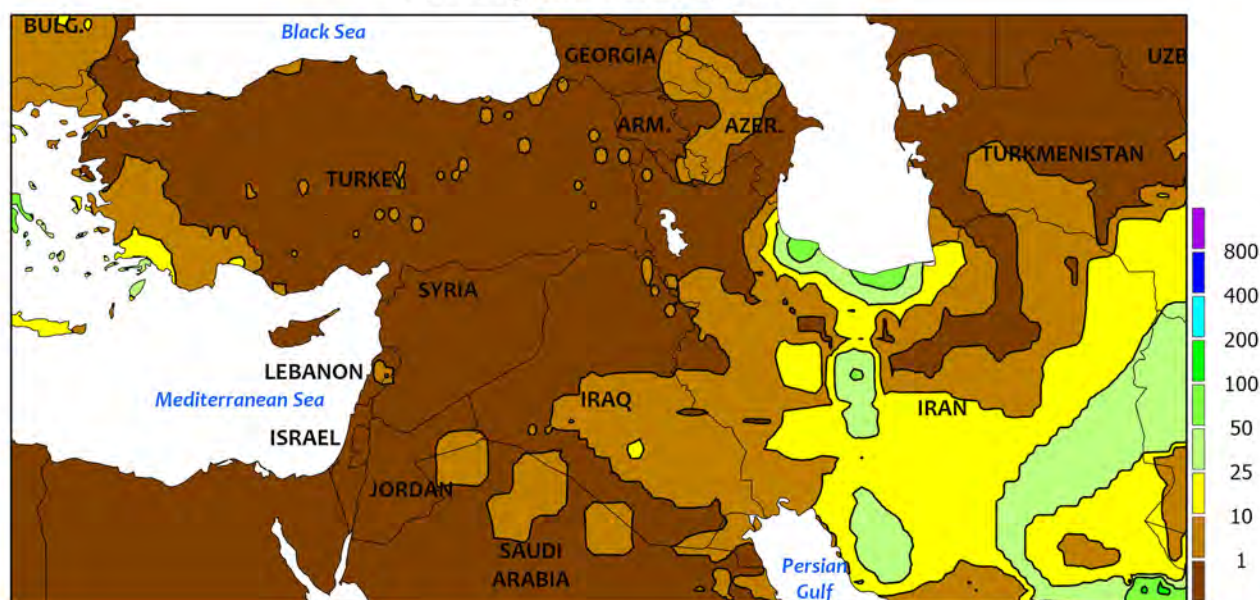 BULG.
Black Sea
GEORGIA
UZB
ARM.
AZER.
TURKMENISTAN
TURKEY
SYRIA
LEBANON
Mediterranean Sea
IRAQ
IRAN
ISRAEL
JORDAN
SAUDI
ARABIA
Persian
Gulf
800
400
200
100
50
25
10
1